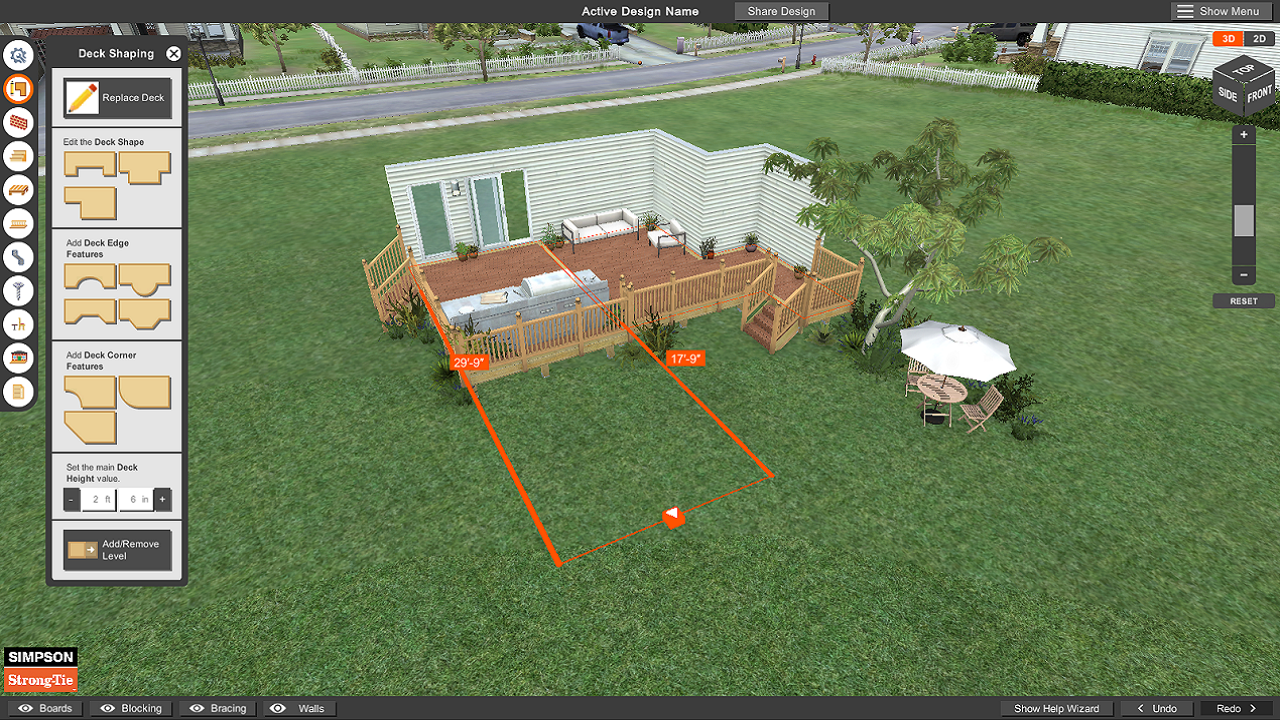 Active Design Name
Share Design
Show Menu
3D
2D
TOP
SIDE
FRONT
+
-
RESET
Deck Shaping
Replace Deck
Edit the Deck Shape
Add Deck Edge
Features
Add Deck Corner
Features
Set the main Deck
Height value.
- 2 ft 6 in +
Add/Remove
Level
29'-9"
17'-9"
SIMPSON
Strong-Tie
Boards
Blocking
Bracing
Walls
Show Help Wizard
Undo
Redo